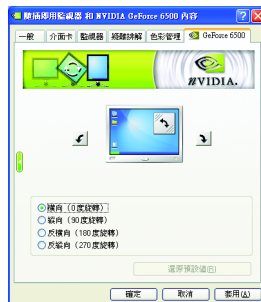 隨插即用監視器 和 NVIDIA GeForce 6500 內容
一般 介面卡 監視器 疑難排解 色彩管理 GeForce 6500
NVIDIA.
橫向 (0度旋轉)
縱向 (90度旋轉)
反橫向 (180度旋轉)
反縱向 (270度旋轉)
還原預設值(R)
確定 取消 套用(A)